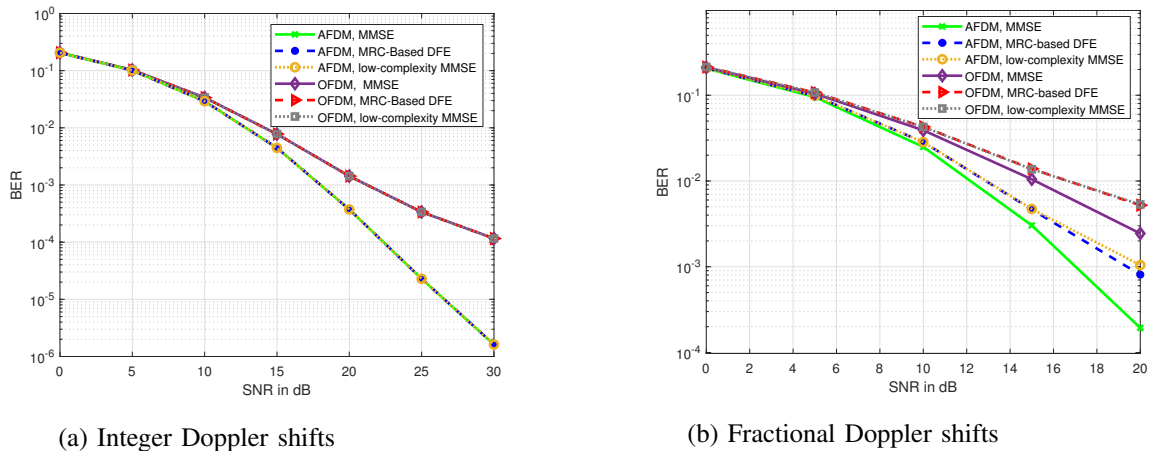 10^0
10^-1
10^-2
10^-3
10^-4
10^-5
10^-6
BER
0 5 10 15 20 25 30
SNR in dB
AFDM, MMSE
AFDM, MRC-Based DFE
AFDM, low-complexity MMSE
OFDM, MMSE
OFDM, MRC-Based DFE
OFDM, low-complexity MMSE
(a) Integer Doppler shifts
BER
10^-1
10^-2
10^-3
10^-4
BER
0 2 4 6 8 10 12 14 16 18 20
SNR in dB
AFDM, MMSE
AFDM, MRC-based DFE
AFDM, low-complexity MMSE
OFDM, MMSE
OFDM, MRC-Based DFE
OFDM, low-complexity MMSE
(b) Fractional Doppler shifts